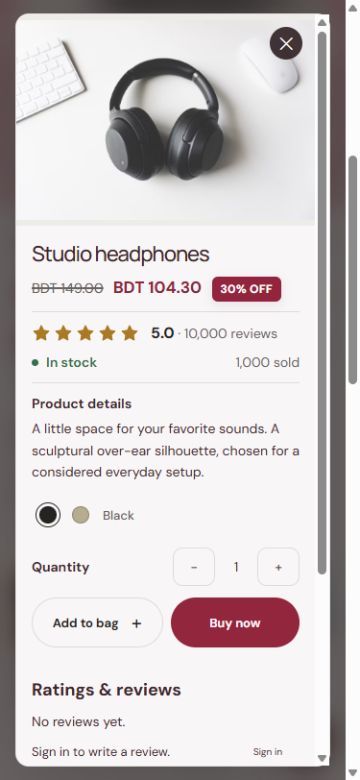 Studio headphones
BDT 149.00 BDT 104.30 30% OFF
5.0 · 10,000 reviews
In stock 1,000 sold
Product details
A little space for your favorite sounds. A
sculptural over-ear silhouette, chosen for a
considered everyday setup.
Black
Quantity - 1 +
Add to bag + Buy now
Ratings & reviews
No reviews yet.
Sign in to write a review. Sign in